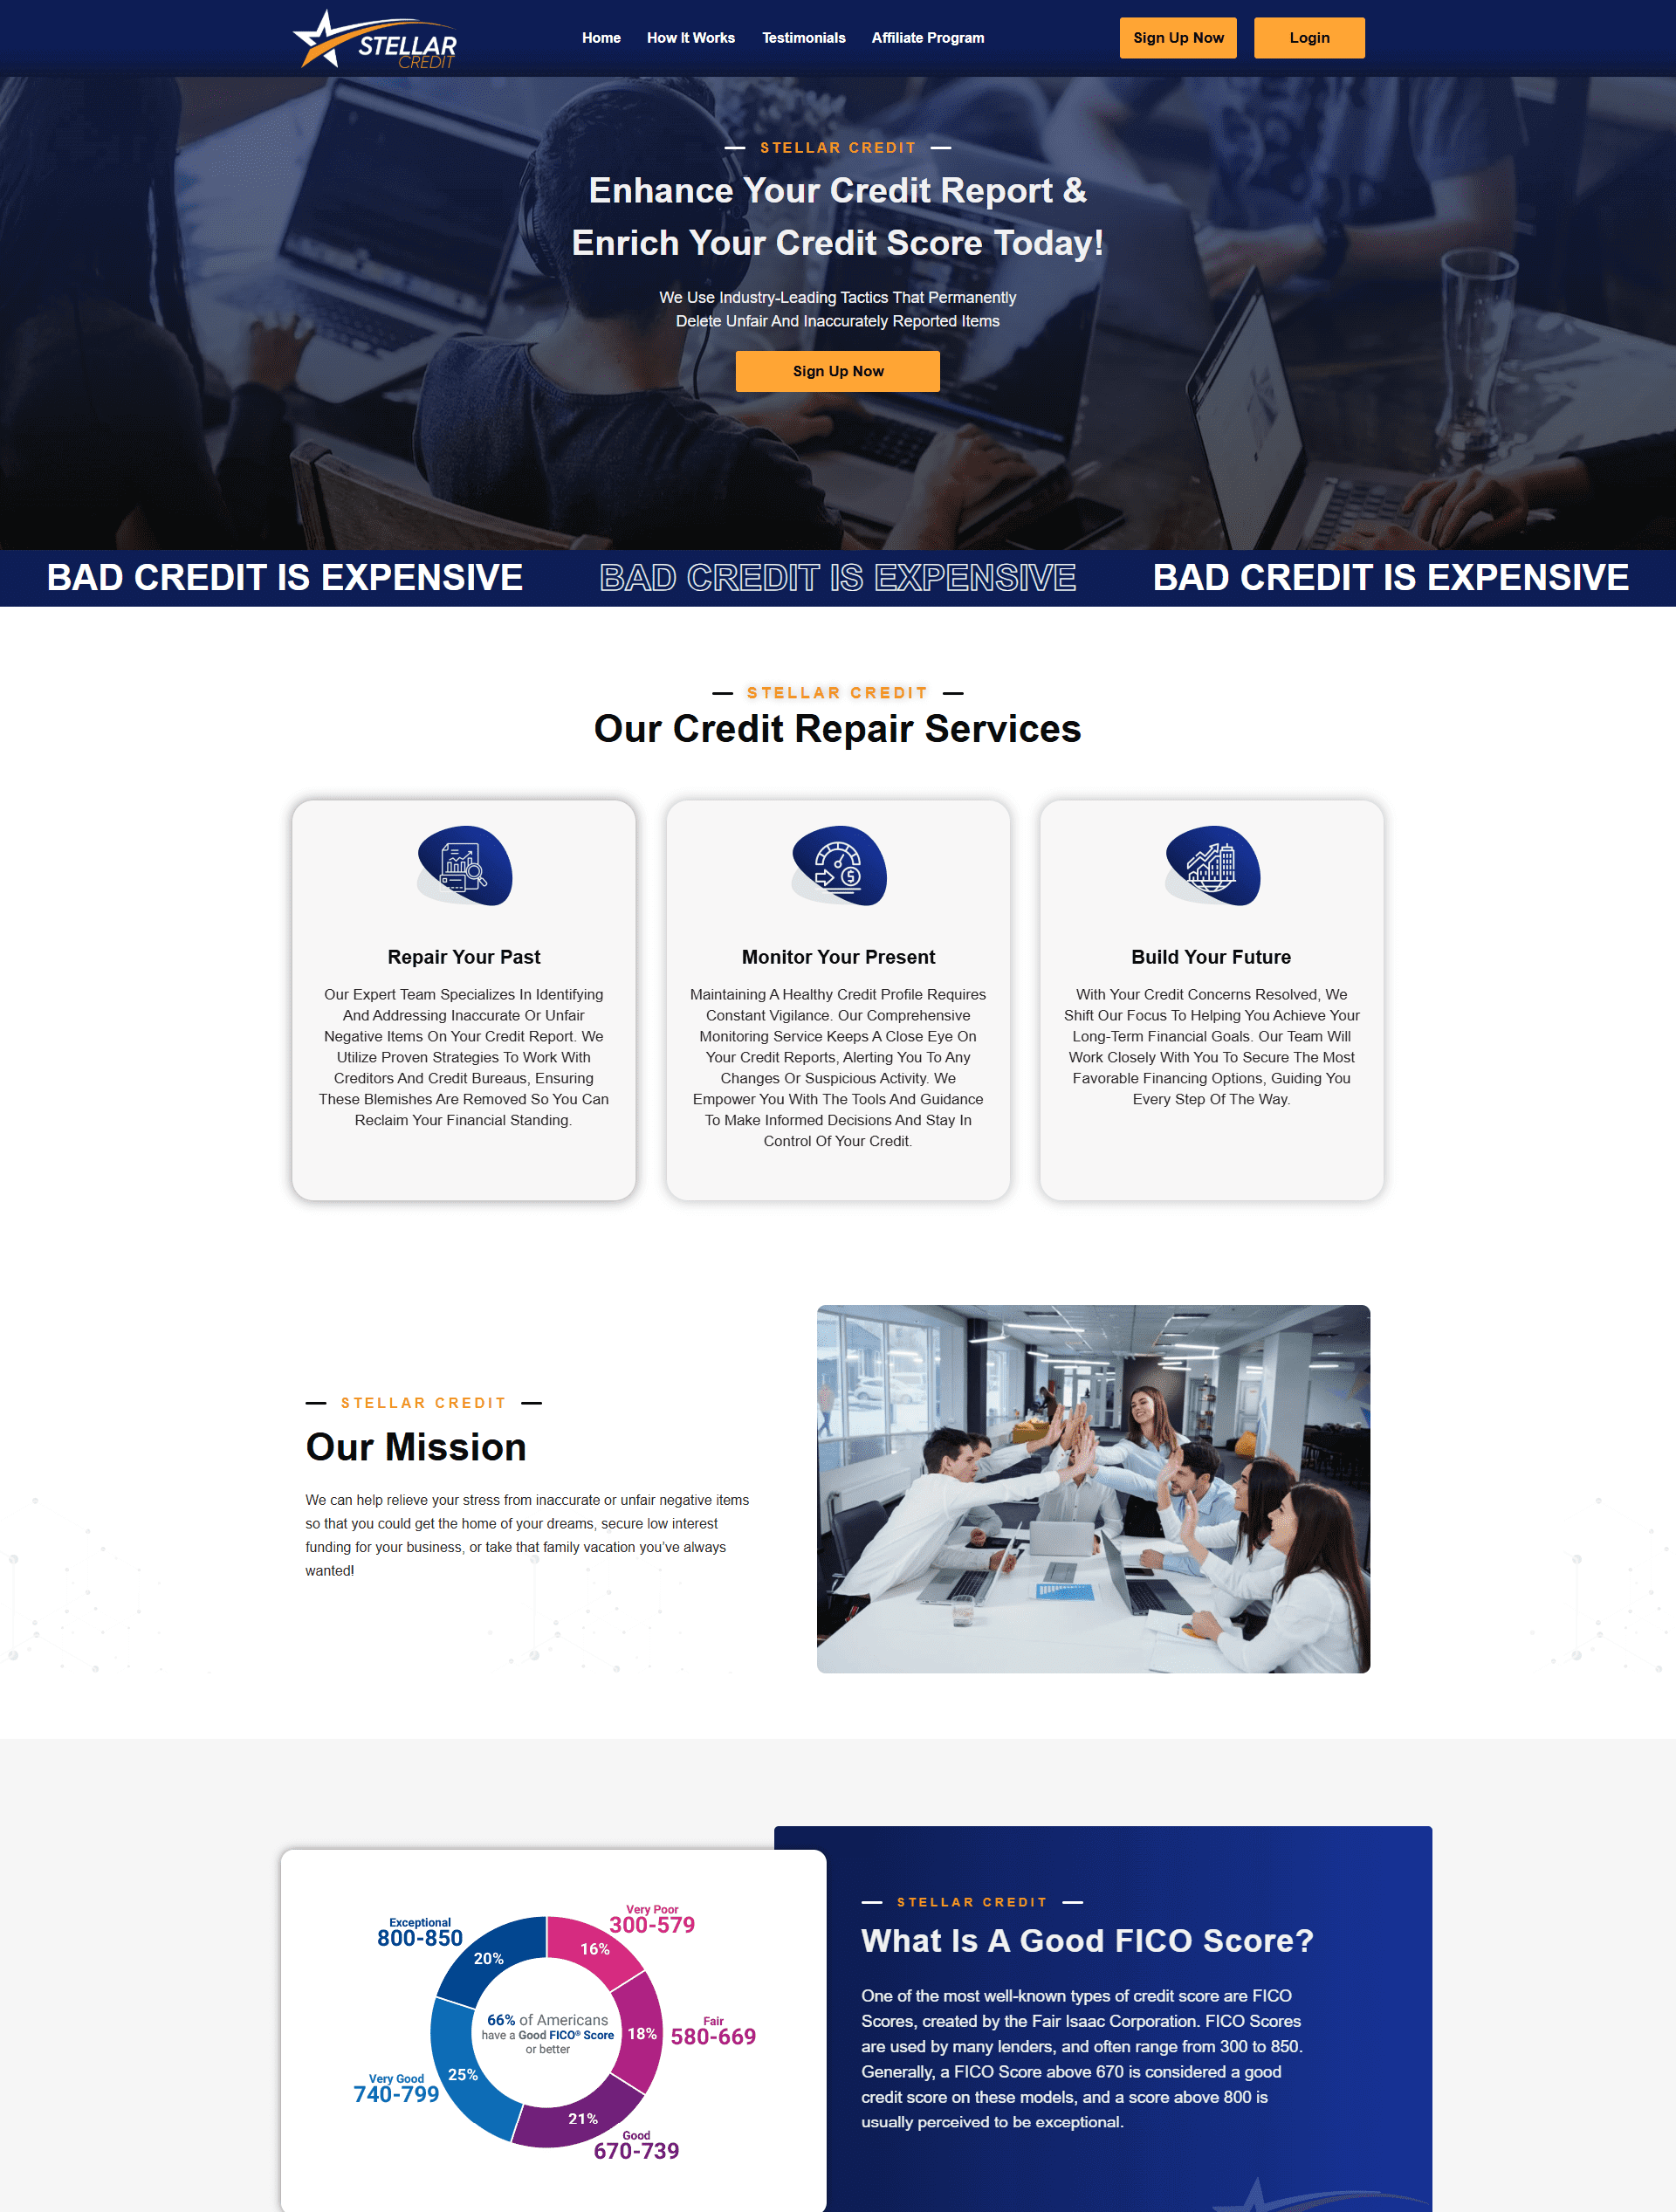 STELLAR
CREDIT
Home How It Works Testimonials Affiliate Program
Sign Up Now Login
STELLAR CREDIT
Enhance Your Credit Report &
Enrich Your Credit Score Today!
We Use Industry-Leading Tactics That Permanently
Delete Unfair And Inaccurately Reported Items
Sign Up Now
BAD CREDIT IS EXPENSIVE BAD CREDIT IS EXPENSIVE BAD CREDIT IS EXPENSIVE
STELLAR CREDIT
Our Credit Repair Services
Repair Your Past
Our Expert Team Specializes In Identifying
And Addressing Inaccurate Or Unfair
Negative Items On Your Credit Report. We
Utilize Proven Strategies To Work With
Creditors And Credit Bureaus, Ensuring
These Blemishes Are Removed So You Can
Reclaim Your Financial Standing.
Monitor Your Present
Maintaining A Healthy Credit Profile Requires
Constant Vigilance. Our Comprehensive
Monitoring Service Keeps A Close Eye On
Your Credit Reports, Alerting You To Any
Changes Or Suspicious Activity. We
Empower You With The Tools And Guidance
To Make Informed Decisions And Stay In
Control Of Your Credit.
Build Your Future
With Your Credit Concerns Resolved, We
Shift Our Focus To Helping You Achieve Your
Long-Term Financial Goals. Our Team Will
Work Closely With You To Secure The Most
Favorable Financing Options, Guiding You
Every Step Of The Way.
STELLAR CREDIT
Our Mission
We can help relieve your stress from inaccurate or unfair negative items
so that you could get the home of your dreams, secure low interest
funding for your business, or take that family vacation you’ve always
wanted!
Very Poor
300-579
16%
Exceptional
800-850
20%
66% of Americans
have a Good FICO® Score
or better
Fair
18% 580-669
Very Good
740-799
25%
21%
Good
670-739
STELLAR CREDIT
What Is A Good FICO Score?
One of the most well-known types of credit score are FICO
Scores, created by the Fair Isaac Corporation. FICO Scores
are used by many lenders, and often range from 300 to 850.
Generally, a FICO Score above 670 is considered a good
credit score on these models, and a score above 800 is
usually perceived to be exceptional.